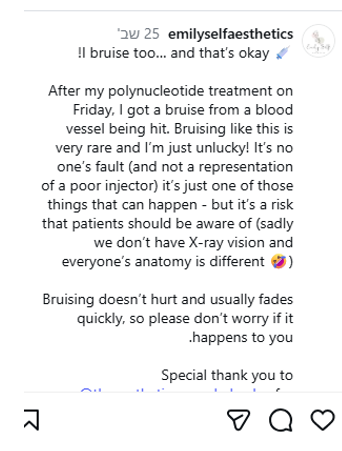 emilyselfaesthetics 25 שב'
I bruise too... and that's okay 💉!
After my polynucleotide treatment on
Friday, I got a bruise from a blood
vessel being hit. Bruising like this is
very rare and I'm just unlucky! It's no
one's fault (and not a representation
of a poor injector) it's just one of those
things that can happen - but it's a risk
that patients should be aware of (sadly
we don't have X-ray vision and
everyone's anatomy is different 🤣)
Bruising doesn't hurt and usually fades
quickly, so please don't worry if it
happens to you.
Special thank you to